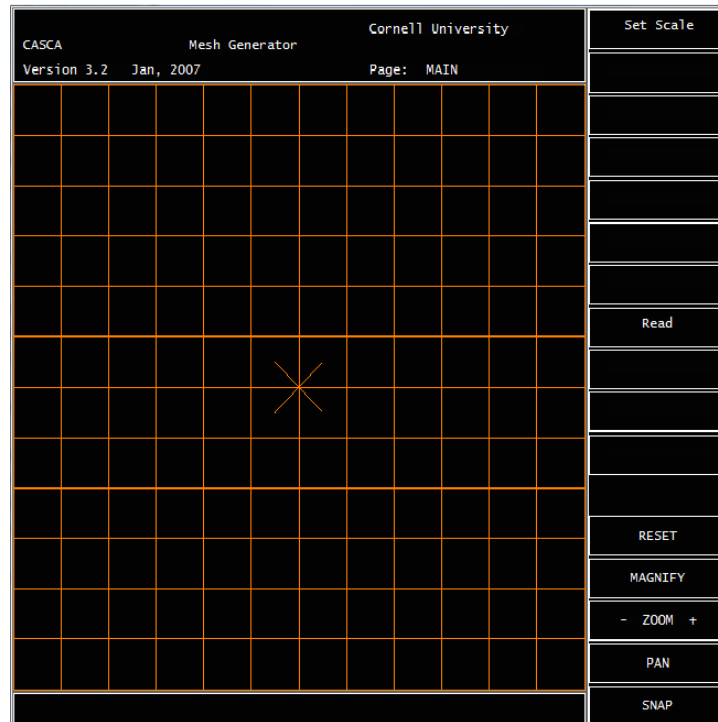 Cornell University
CASCA Mesh Generator
Version 3.2 Jan, 2007 Page: MAIN
Set Scale
Read
RESET
MAGNIFY
- ZOOM +
PAN
SNAP